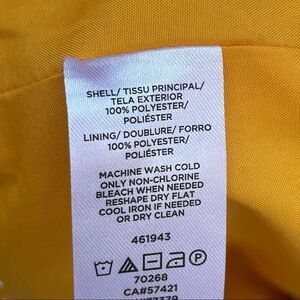 SHELL/ TISSU PRINCIPAL/
TELA EXTERIOR
100% POLYESTER/
POLIÉSTER
LINING/ DOUBLURE/ FORRO
100% POLYESTER/
POLIÉSTER
MACHINE WASH COLD
ONLY NON-CHLORINE
BLEACH WHEN NEEDED
RESHAPE DRY FLAT
COOL IRON IF NEEDED
OR DRY CLEAN
461943
70268
CA#57421